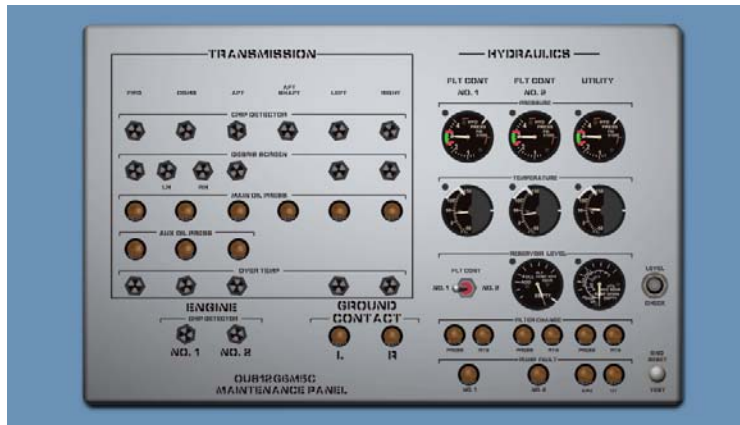 TRANSMISSION
HYDRAULICS
FWD COMB AFT AFT SHAFT LEFT RIGHT
FLT CONT NO. 1
FLT CONT NO. 2
UTILITY
CHIP DETECTOR
PRESSURE
DEBRIS SCREEN
LH RH
MAIN OIL PRESS
TEMPERATURE
AUX OIL PRESS
OVER TEMP
RESERVOIR LEVEL
FLT CONT
NO. 1 NO. 2
EMPTY
LEVEL
CHECK
ENGINE
CHIP DETECTOR
NO. 1 NO. 2
GROUND
CONTACT
L R
FILTER CHANGE
PRESS RTN PRESS RTN PRESS RTN
PUMP FAULT
NO. 1 NO. 2
GND
RESET
TEST
MAINTENANCE PANEL